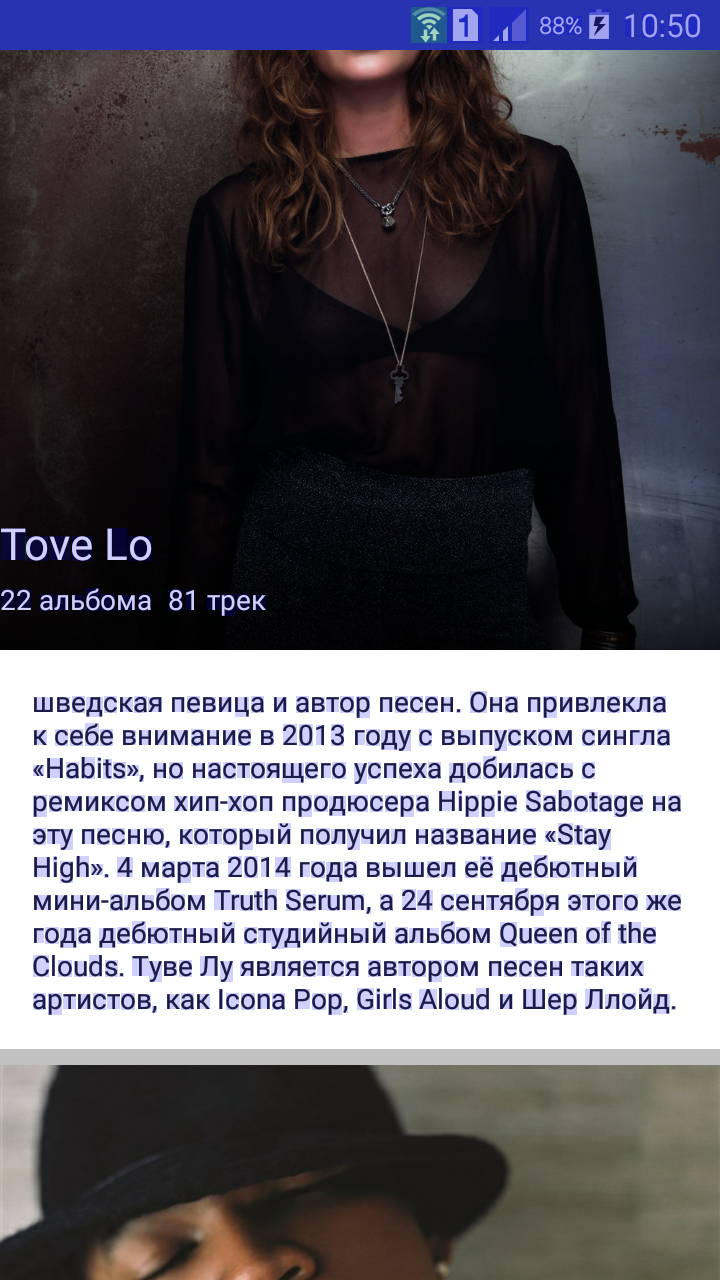 1 88% 10:50
Tove Lo
22 альбома 81 трек
шведская певица и автор песен. Она привлекла
к себе внимание в 2013 году с выпуском сингла
«Habits», но настоящего успеха добилась с
ремиксом хип-хоп продюсера Hippie Sabotage на
эту песню, который получил название «Stay
High». 4 марта 2014 года вышел её дебютный
мини-альбом Truth Serum, а 24 сентября этого же
года дебютный студийный альбом Queen of the
Clouds. Туве Лу является автором песен таких
артистов, как Icona Pop, Girls Aloud и Шер Ллойд.